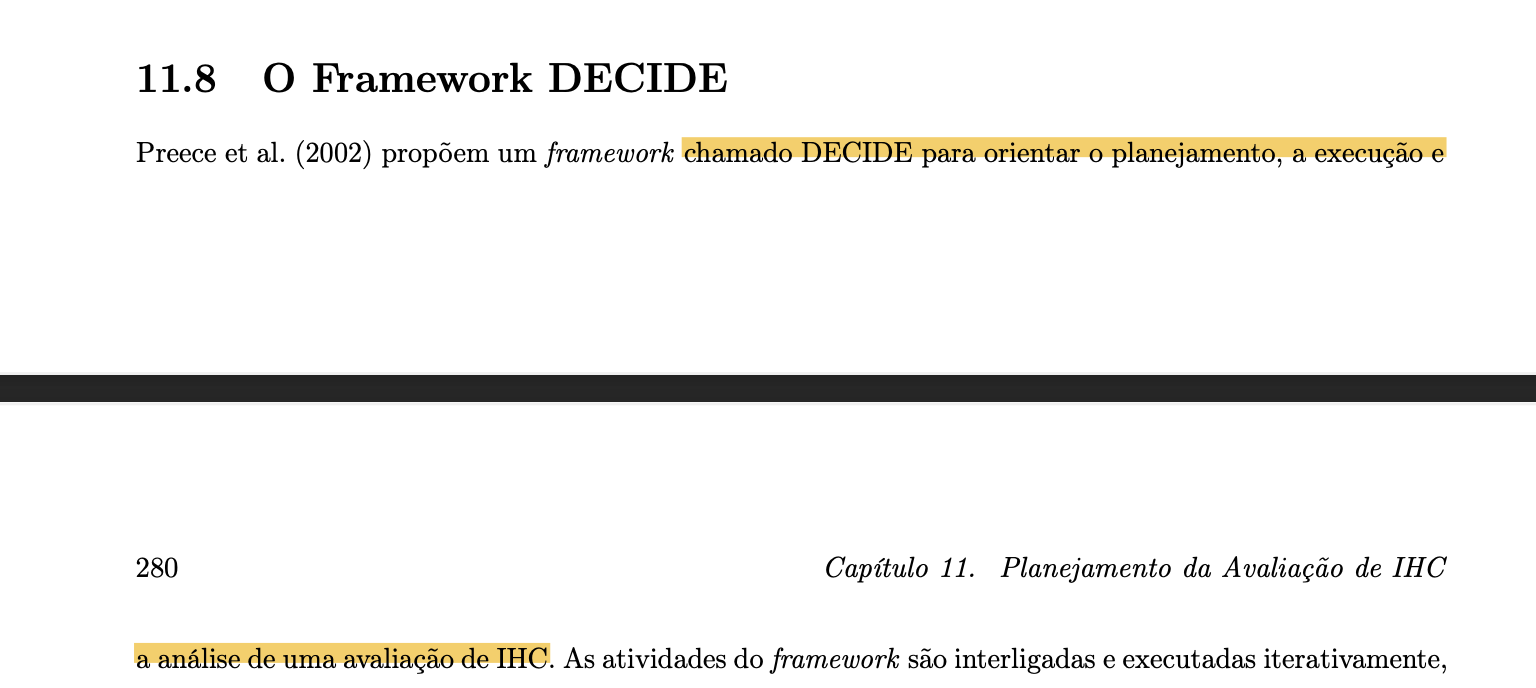 11.8 O Framework DECIDE
Preece et al. (2002) propõem um framework chamado DECIDE para orientar o planejamento, a execução e
280 Capítulo 11. Planejamento da Avaliação de IHC
a análise de uma avaliação de IHC. As atividades do framework são interligadas e executadas iterativamente,